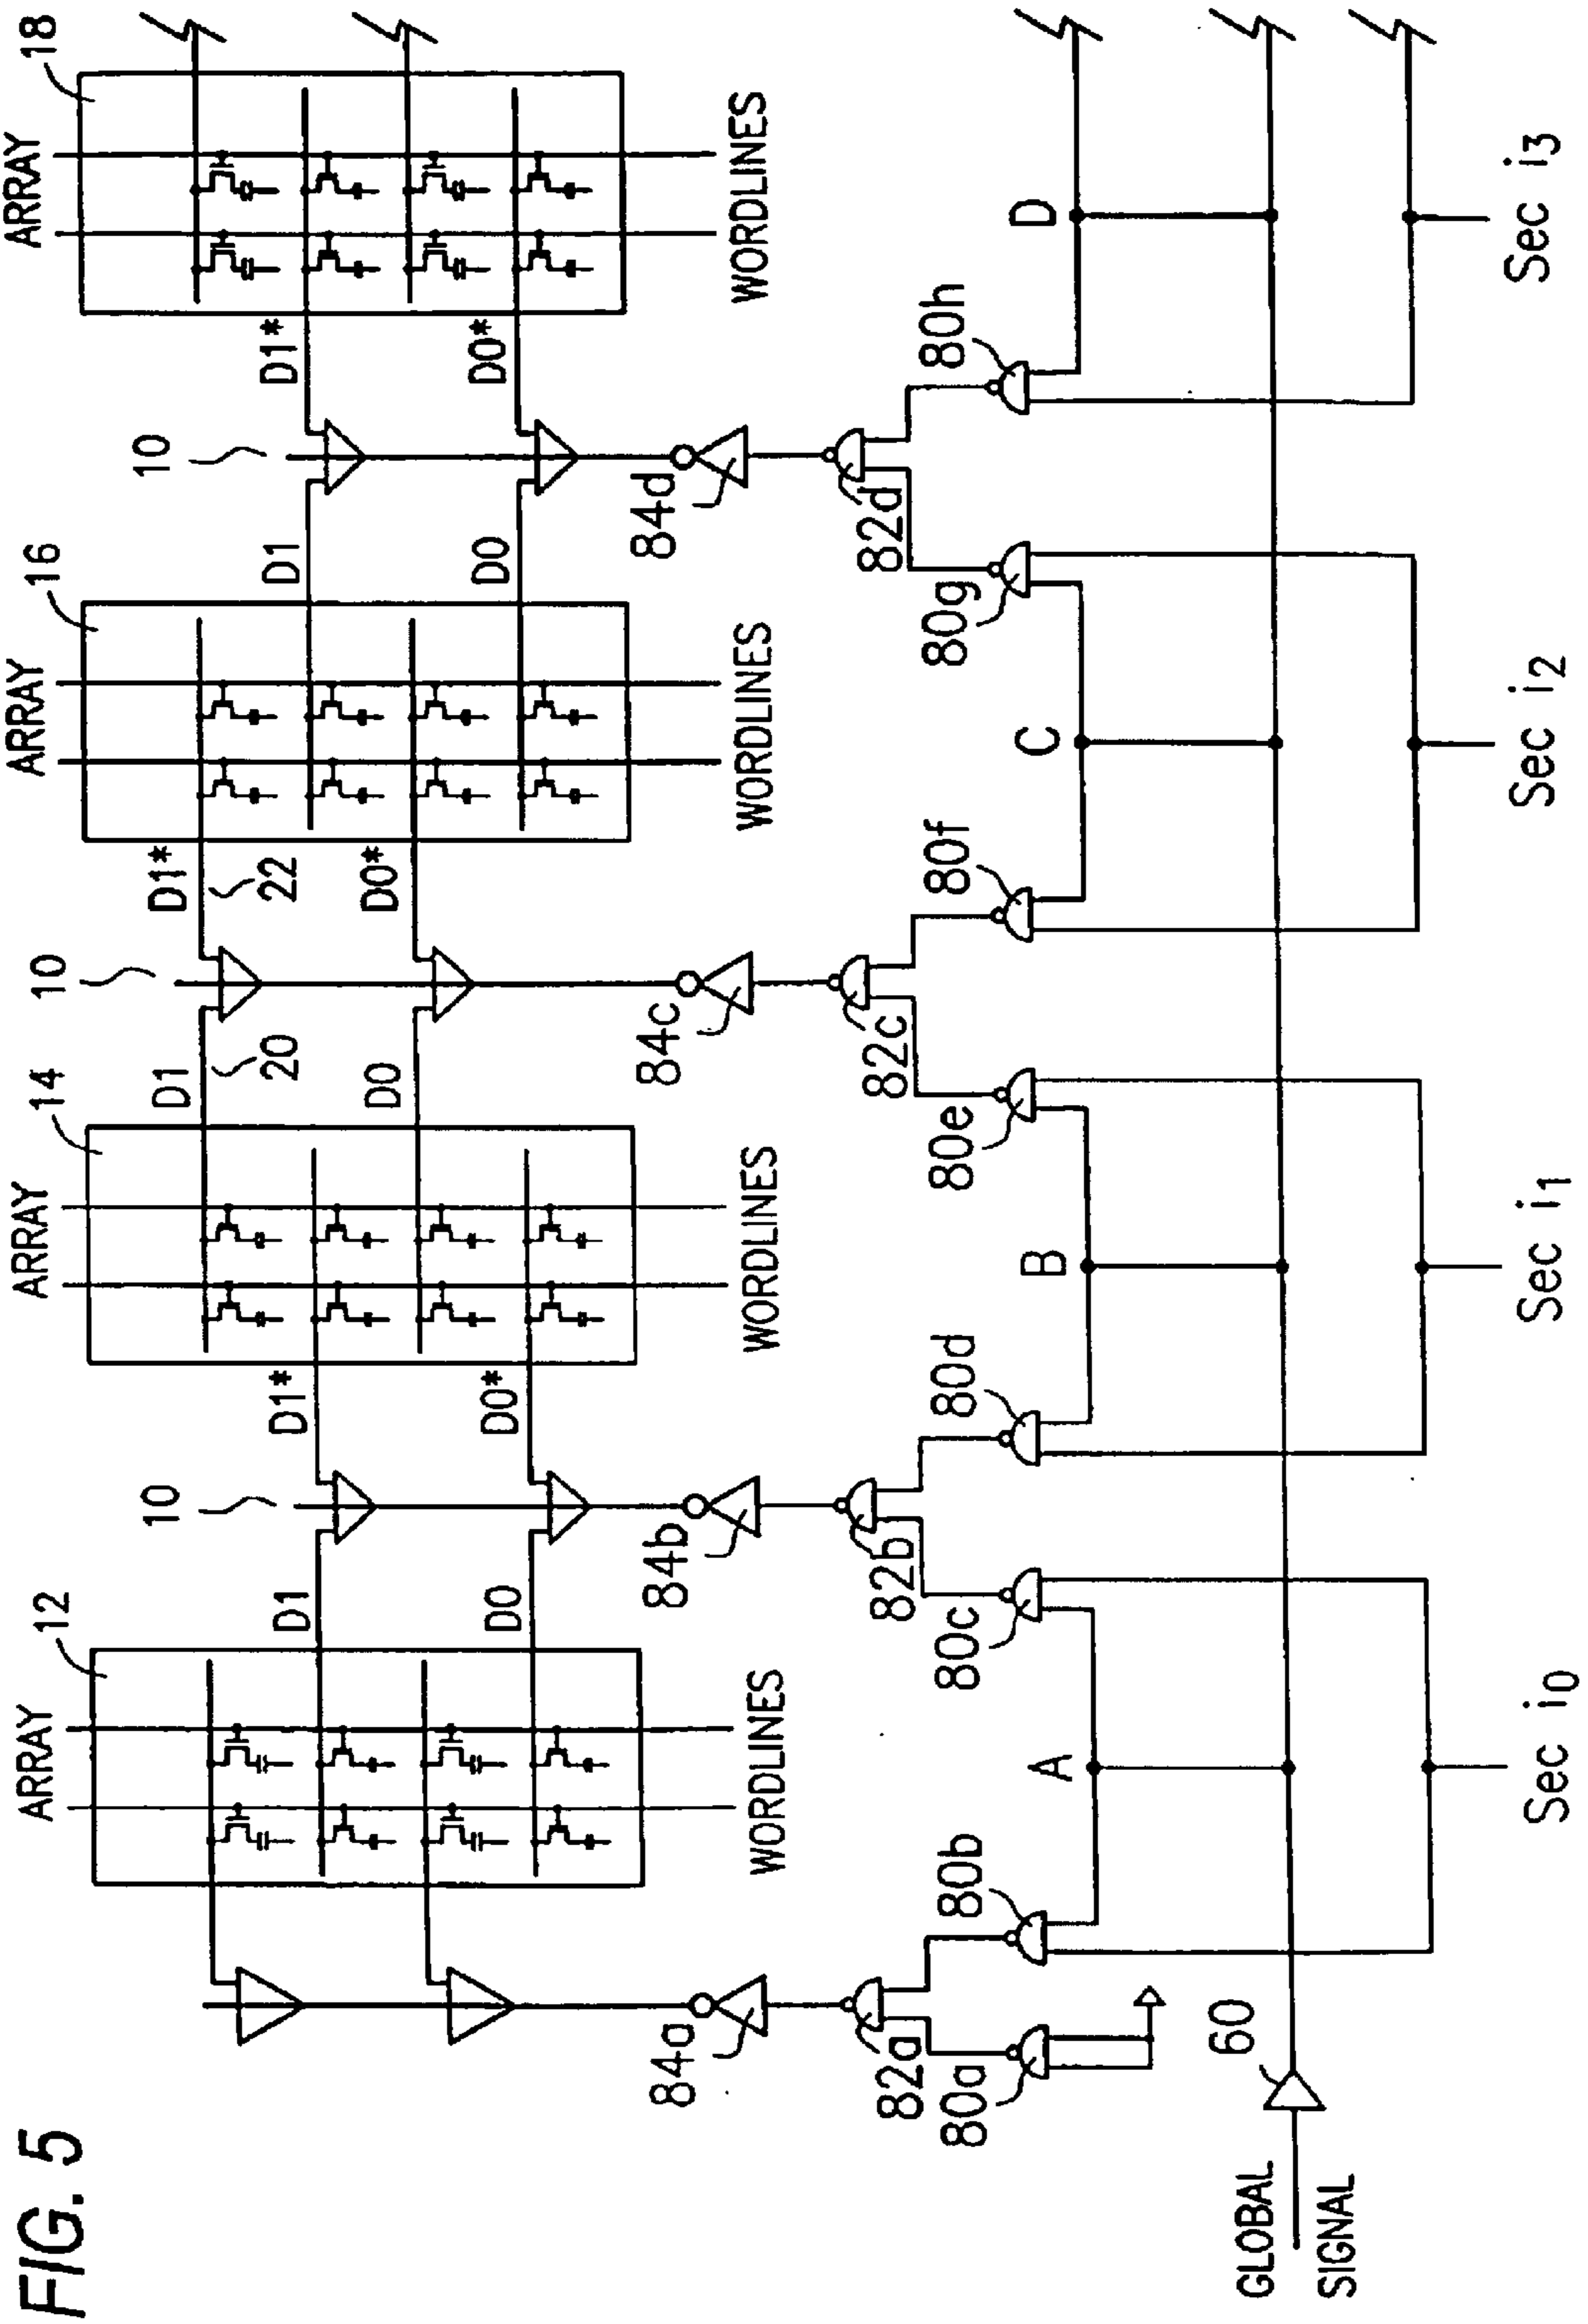 FIG. 5
ARRAY
12
ARRAY
14
ARRAY
16
ARRAY
18
D1
10
D1*
D1
20
10
D1*
22
D1
10
D1*
D0
D0*
D0
D0*
D0
D0*
WORDLINES
WORDLINES
WORDLINES
WORDLINES
84a
84b
84c
84d
82a
82b
82c
82d
80a
80b
80c
80d
80e
80f
80g
80h
A
B
C
D
60
GLOBAL
SIGNAL
Sec i0
Sec i1
Sec i2
Sec i3